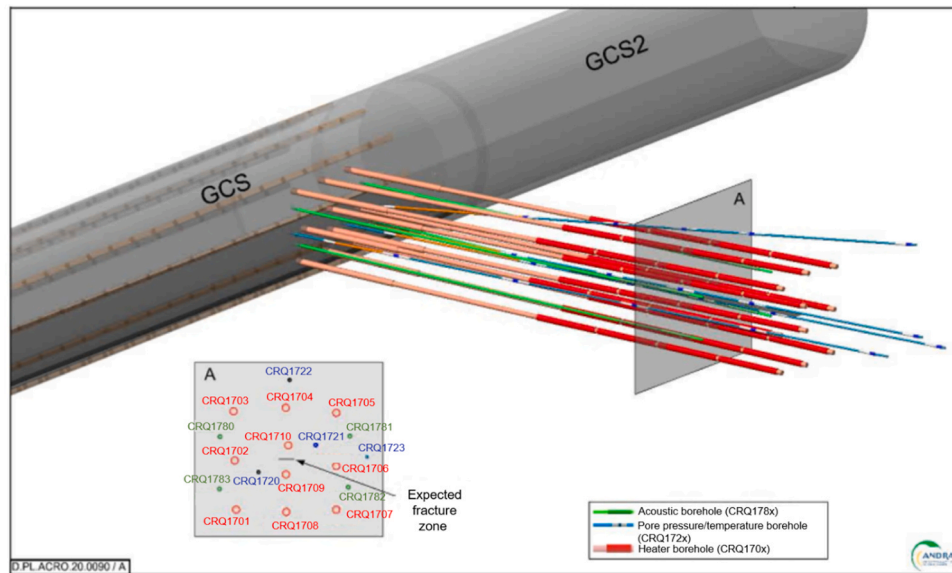 GCS2
GCS
A
A
CRQ1722
CRQ1703
CRQ1704
CRQ1705
CRQ1780
CRQ1710
CRQ1781
CRQ1721
CRQ1723
CRQ1702
CRQ1706
CRQ1783
CRQ1720
CRQ1709
CRQ1782
CRQ1701
CRQ1708
CRQ1707
Expected
fracture
zone
Acoustic borehole (CRQ178x)
Pore pressure/temperature borehole
(CRQ172x)
Heater borehole (CRQ170x)
D.PL.ACRO.20.0090 / A
ANDRA